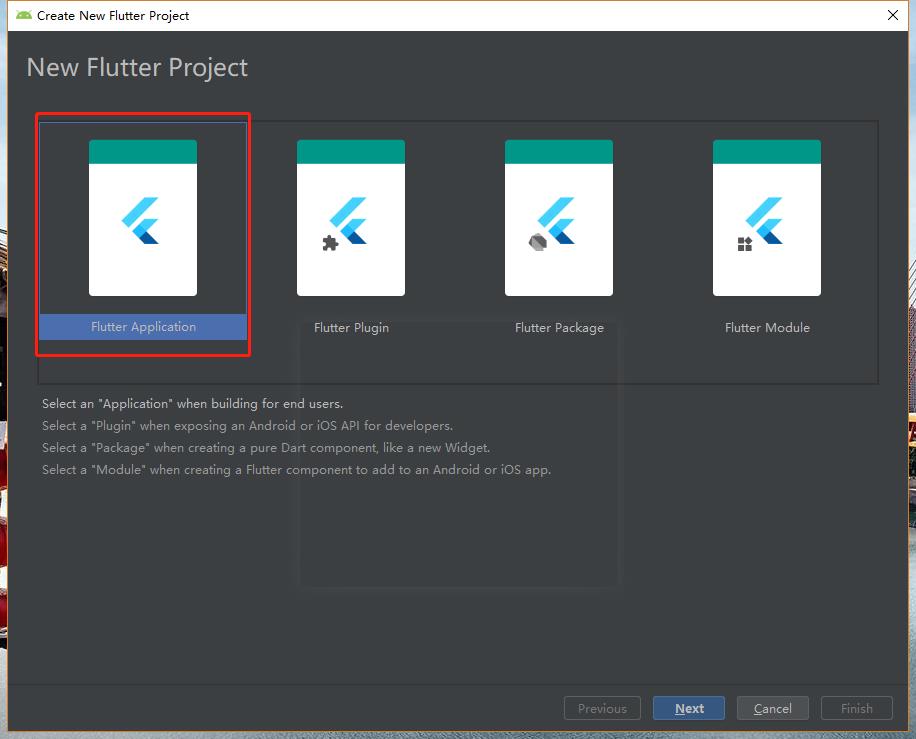 Create New Flutter Project
New Flutter Project
Flutter Application
Flutter Plugin
Flutter Package
Flutter Module
Select an "Application" when building for end users.
Select a "Plugin" when exposing an Android or iOS API for developers.
Select a "Package" when creating a pure Dart component, like a new Widget.
Select a "Module" when creating a Flutter component to add to an Android or iOS app.
Previous
Next
Cancel
Finish